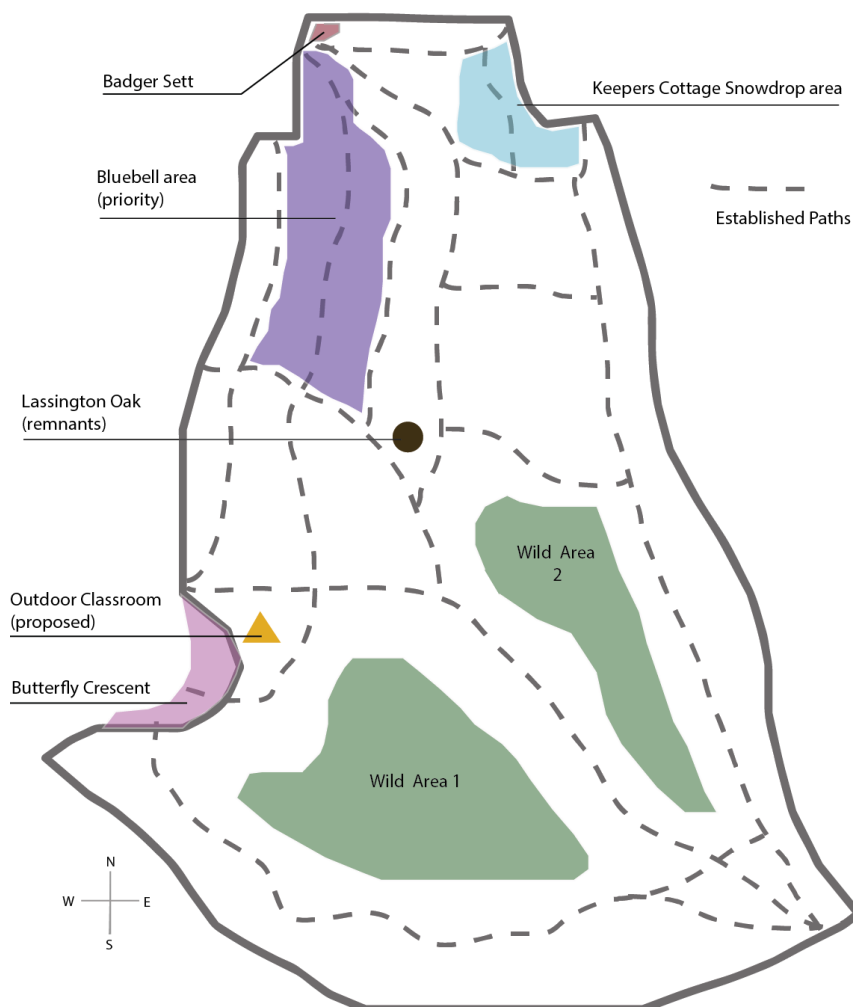 Badger Sett
Keepers Cottage Snowdrop area
Bluebell area
(priority)
Established Paths
Lassington Oak
(remnants)
Wild Area
2
Outdoor Classroom
(proposed)
Butterfly Crescent
Wild Area 1
N
W E
S